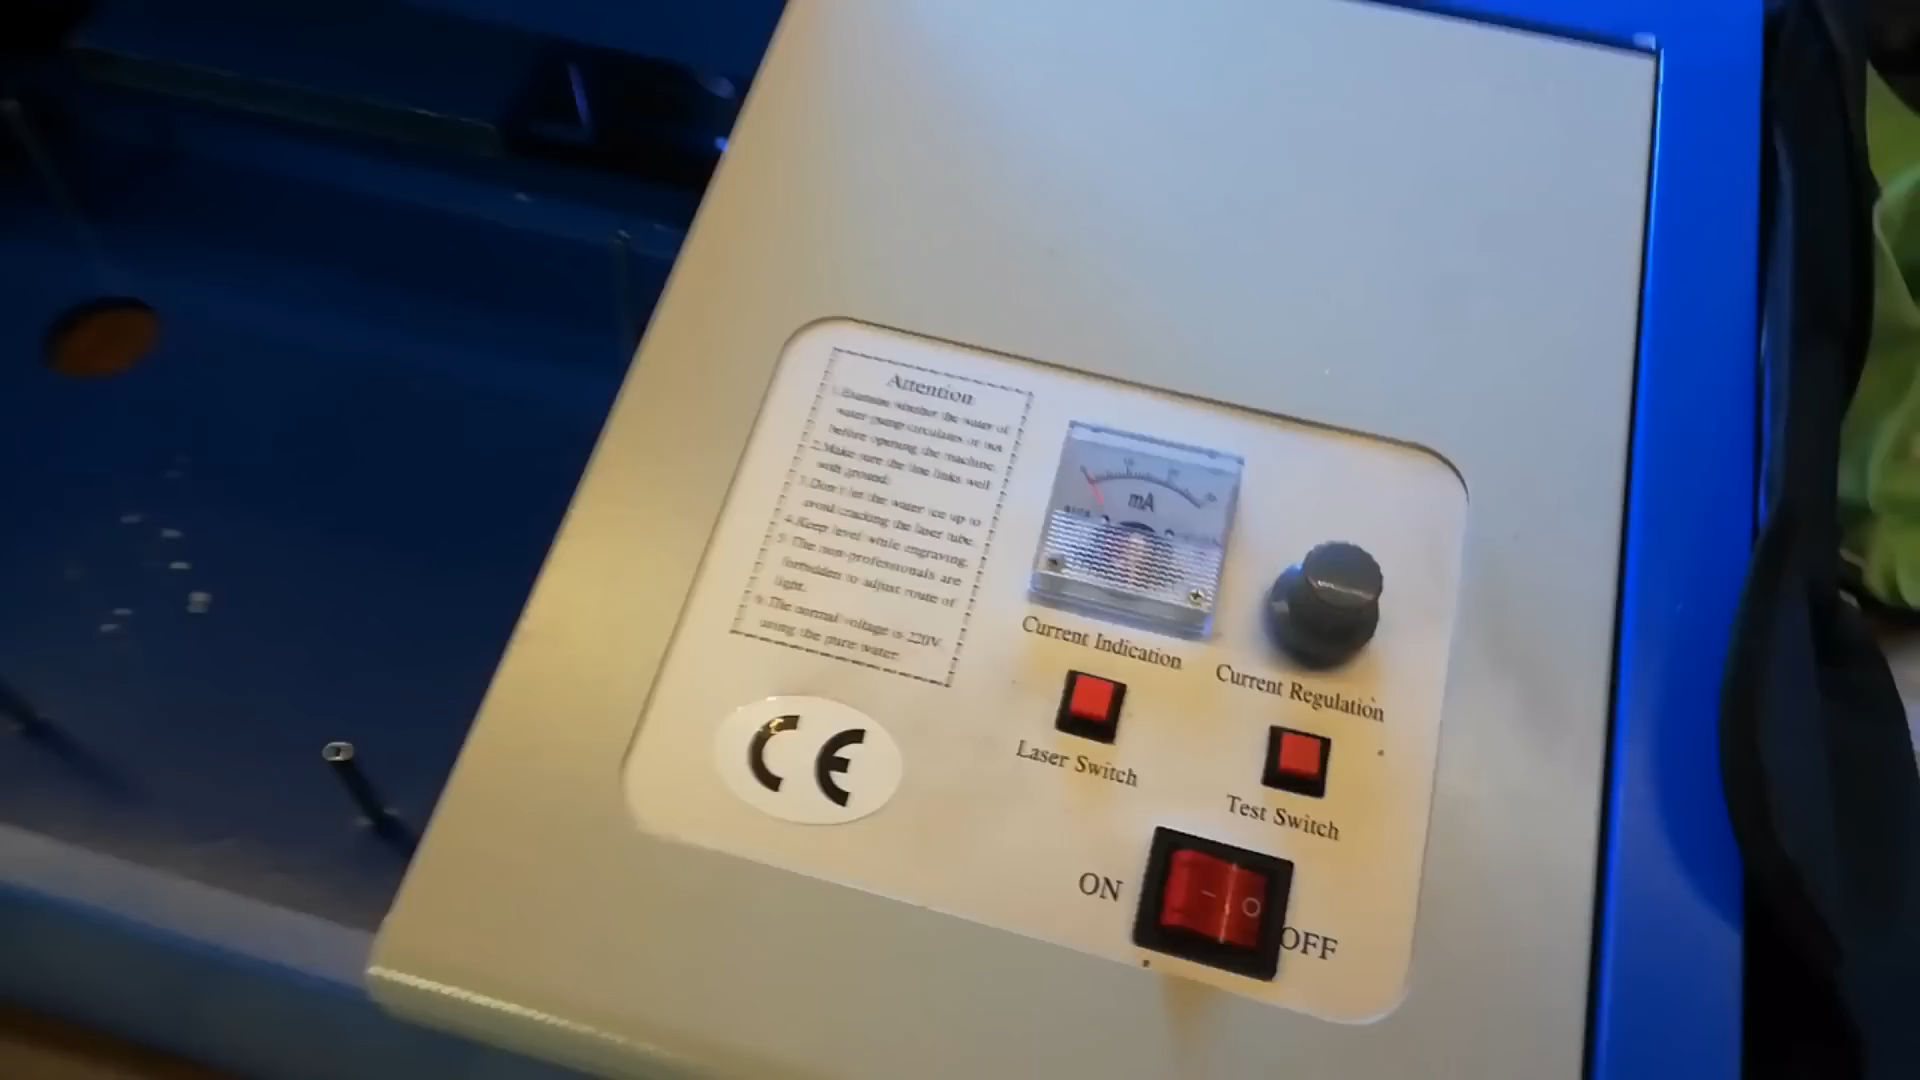 Attention
1.Examine whether the water of
water pump circulates or not
before opening the machine.
2.Make sure the line links well
with ground.
3.Don't let the water ice up to
avoid cracking the laser tube.
4.Keep level while engraving.
5.The non-professionals are
forbidden to adjust route of
light.
6.The normal voltage is 220V,
using the pure water.
mA
Current Indication
Current Regulation
Laser Switch
Test Switch
CE
ON
OFF